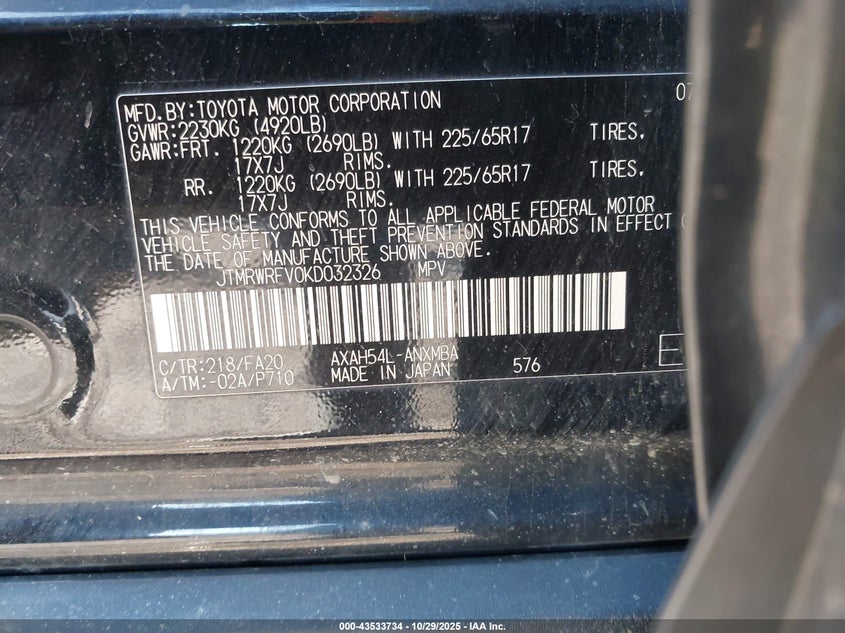 MFD.BY:TOYOTA MOTOR CORPORATION 07
GVWR:2230KG (4920LB)
GAWR:FRT. 1220KG (2690LB) WITH 225/65R17 TIRES.
17X7J RIMS.
RR. 1220KG (2690LB) WITH 225/65R17 TIRES.
17X7J RIMS.
THIS VEHICLE CONFORMS TO ALL APPLICABLE FEDERAL MOTOR
VEHICLE SAFETY AND THEFT PREVENTION STANDARDS IN EFFECT
THE DATE OF MANUFACTURE SHOWN ABOVE.
JTMRWRFV0KD032326 MPV
C/TR:218/FA20 AXAH54L-ANXMBA
A/TM:-02A/P710 MADE IN JAPAN 576
000-43533734 - 10/29/2025 - IAA Inc.